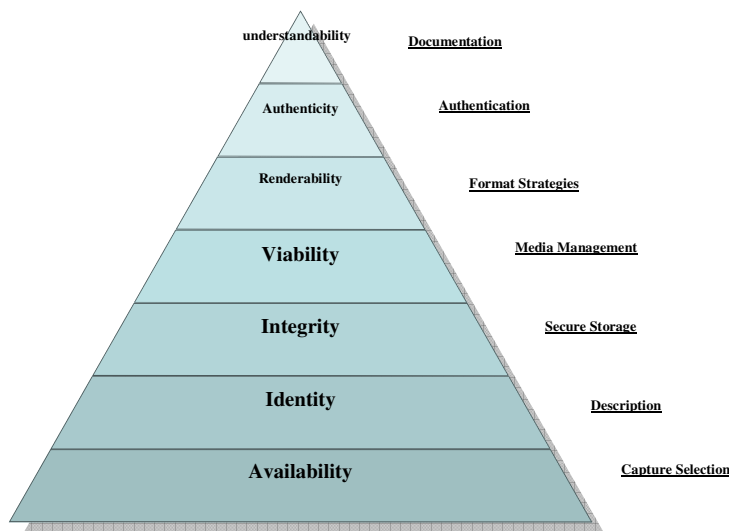 understandability
Documentation
Authenticity
Authentication
Renderability
Format Strategies
Viability
Media Management
Integrity
Secure Storage
Identity
Description
Availability
Capture Selection